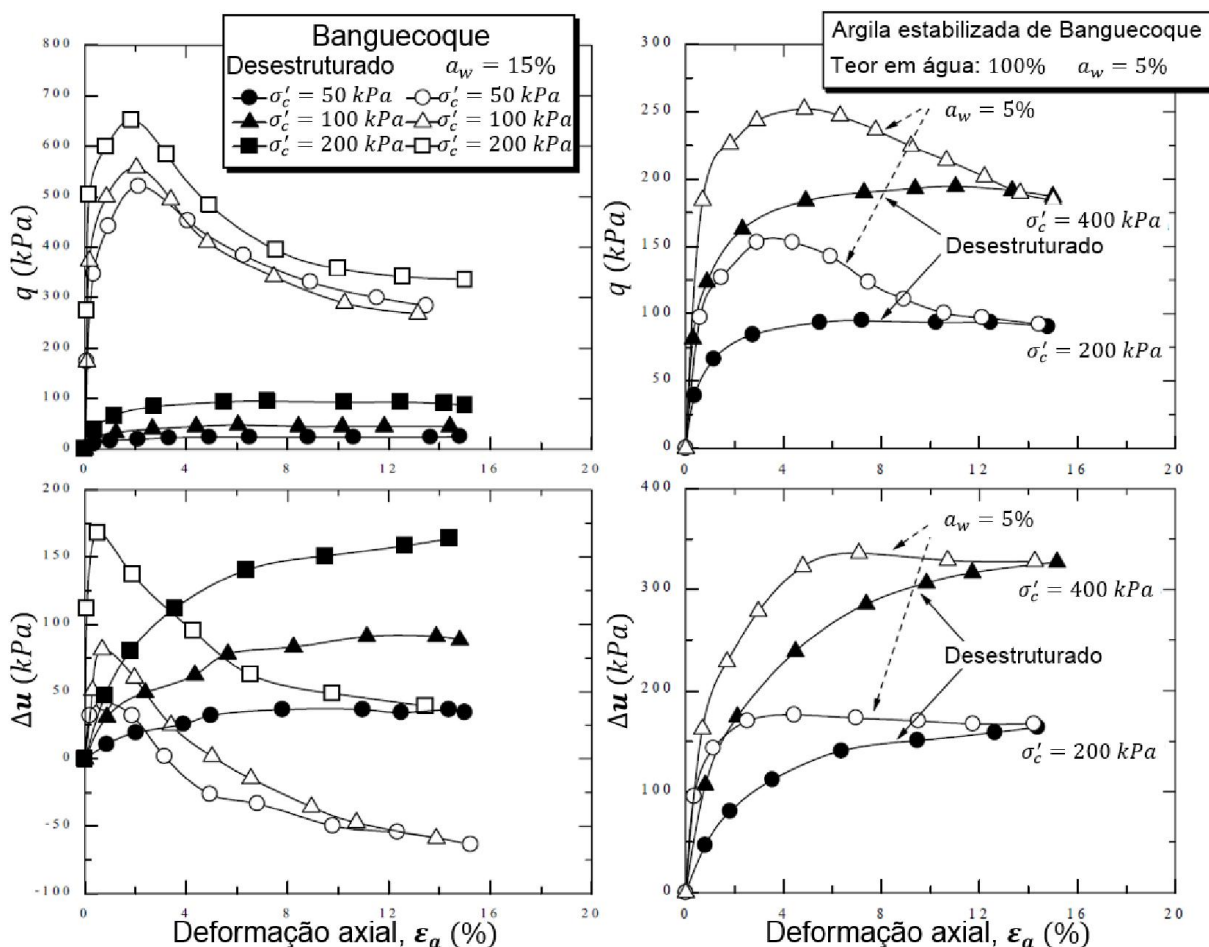 800
700
600
500
400
300
200
100
0
q (kPa)
Banguecoque
Desestruturado a_w = 15%
σ'_c = 50 kPa σ'_c = 50 kPa
σ'_c = 100 kPa σ'_c = 100 kPa
σ'_c = 200 kPa σ'_c = 200 kPa
0 4 8 12 16 20
300
250
200
150
100
50
0
q (kPa)
Argila estabilizada de Banguecoque
Teor em água: 100% a_w = 5%
a_w = 5%
σ'_c = 400 kPa
Desestruturado
σ'_c = 200 kPa
0 4 8 12 16 20
200
150
100
50
0
-50
-100
Δu (kPa)
0 4 8 12 16 20
Deformação axial, ε_a (%)
400
300
200
100
0
Δu (kPa)
a_w = 5%
σ'_c = 400 kPa
Desestruturado
σ'_c = 200 kPa
0 4 8 12 16 20
Deformação axial, ε_a (%)